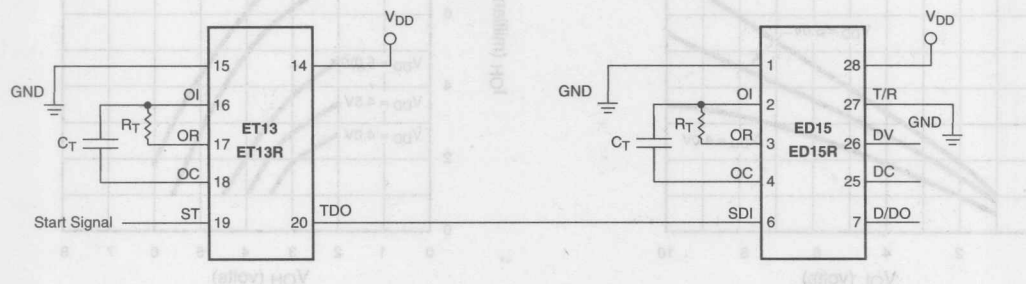 VDD
VDD
15
14
1
28
GND
GND
OI
16
OI
2
27
T/R
RT
ET13
ET13R
RT
ED15
ED15R
GND
CT
OR
17
CT
OR
3
26
DV
OC
18
OC
4
25
DC
Start Signal
ST
19
20
TDO
SDI
6
7
D/DO